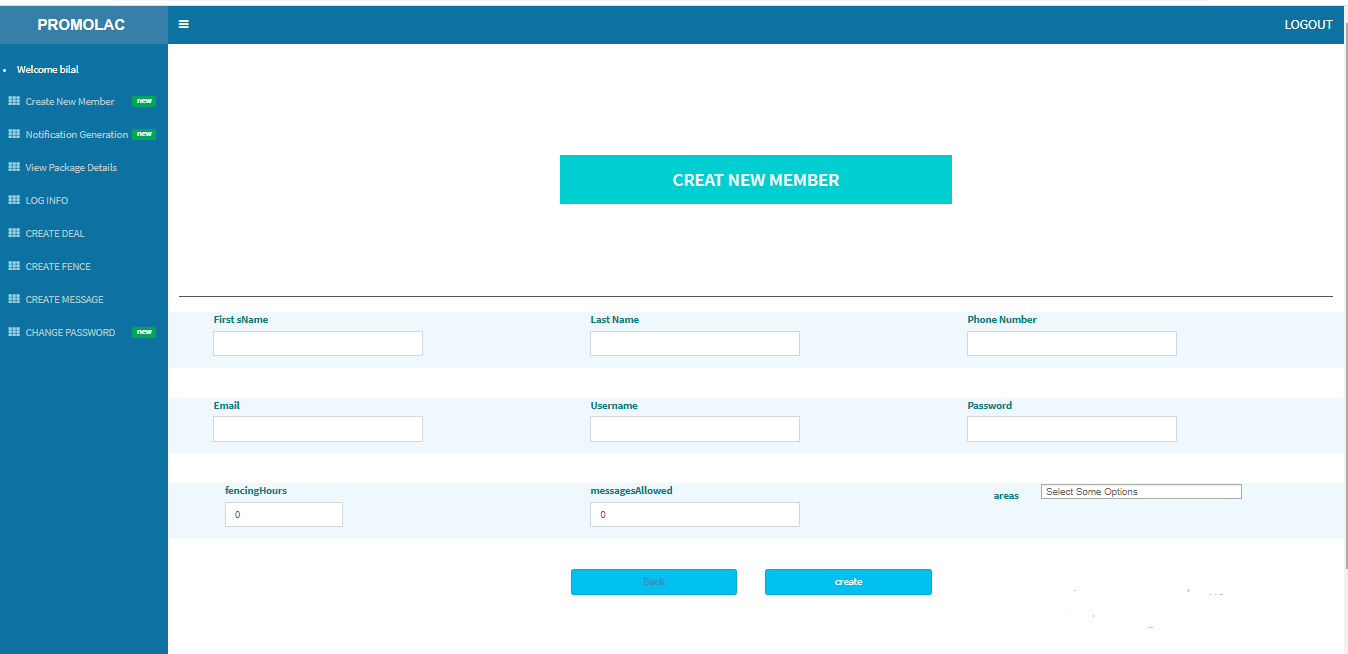 PROMOLAC
LOGOUT
Welcome bilal
Create New Member new
Notification Generation new
View Package Details
LOG INFO
CREATE DEAL
CREATE FENCE
CREATE MESSAGE
CHANGE PASSWORD new
CREAT NEW MEMBER
First sName Last Name Phone Number
Email Username Password
fencingHours messagesAllowed areas Select Some Options
0 0
Back create